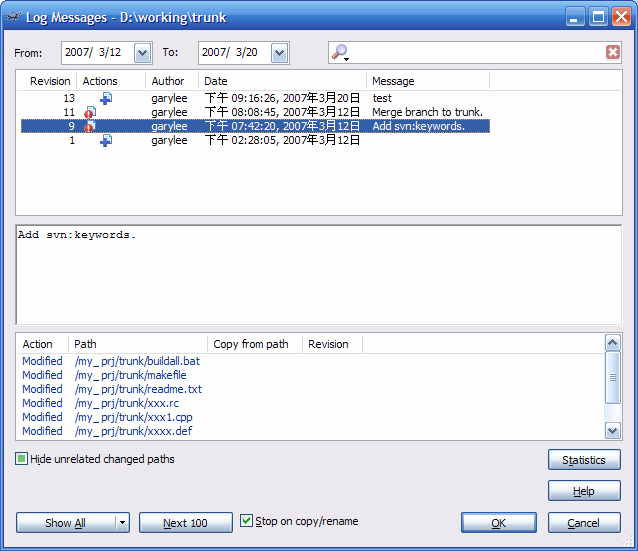 Log Messages - D:\working\trunk
From: 2007/ 3/12 To: 2007/ 3/20
Revision Actions Author Date Message
13 garylee 下午 09:16:26, 2007年3月20日 test
11 garylee 下午 08:08:45, 2007年3月12日 Merge branch to trunk.
9 garylee 下午 07:42:20, 2007年3月12日 Add svn:keywords.
1 garylee 下午 02:28:05, 2007年3月12日
Add svn:keywords.
Action Path Copy from path Revision
Modified /my_prj/trunk/buildall.bat
Modified /my_prj/trunk/makefile
Modified /my_prj/trunk/readme.txt
Modified /my_prj/trunk/xxx.rc
Modified /my_prj/trunk/xxx1.cpp
Modified /my_prj/trunk/xxxx.def
Hide unrelated changed paths Statistics
Help
Show All Next 100 Stop on copy/rename OK Cancel